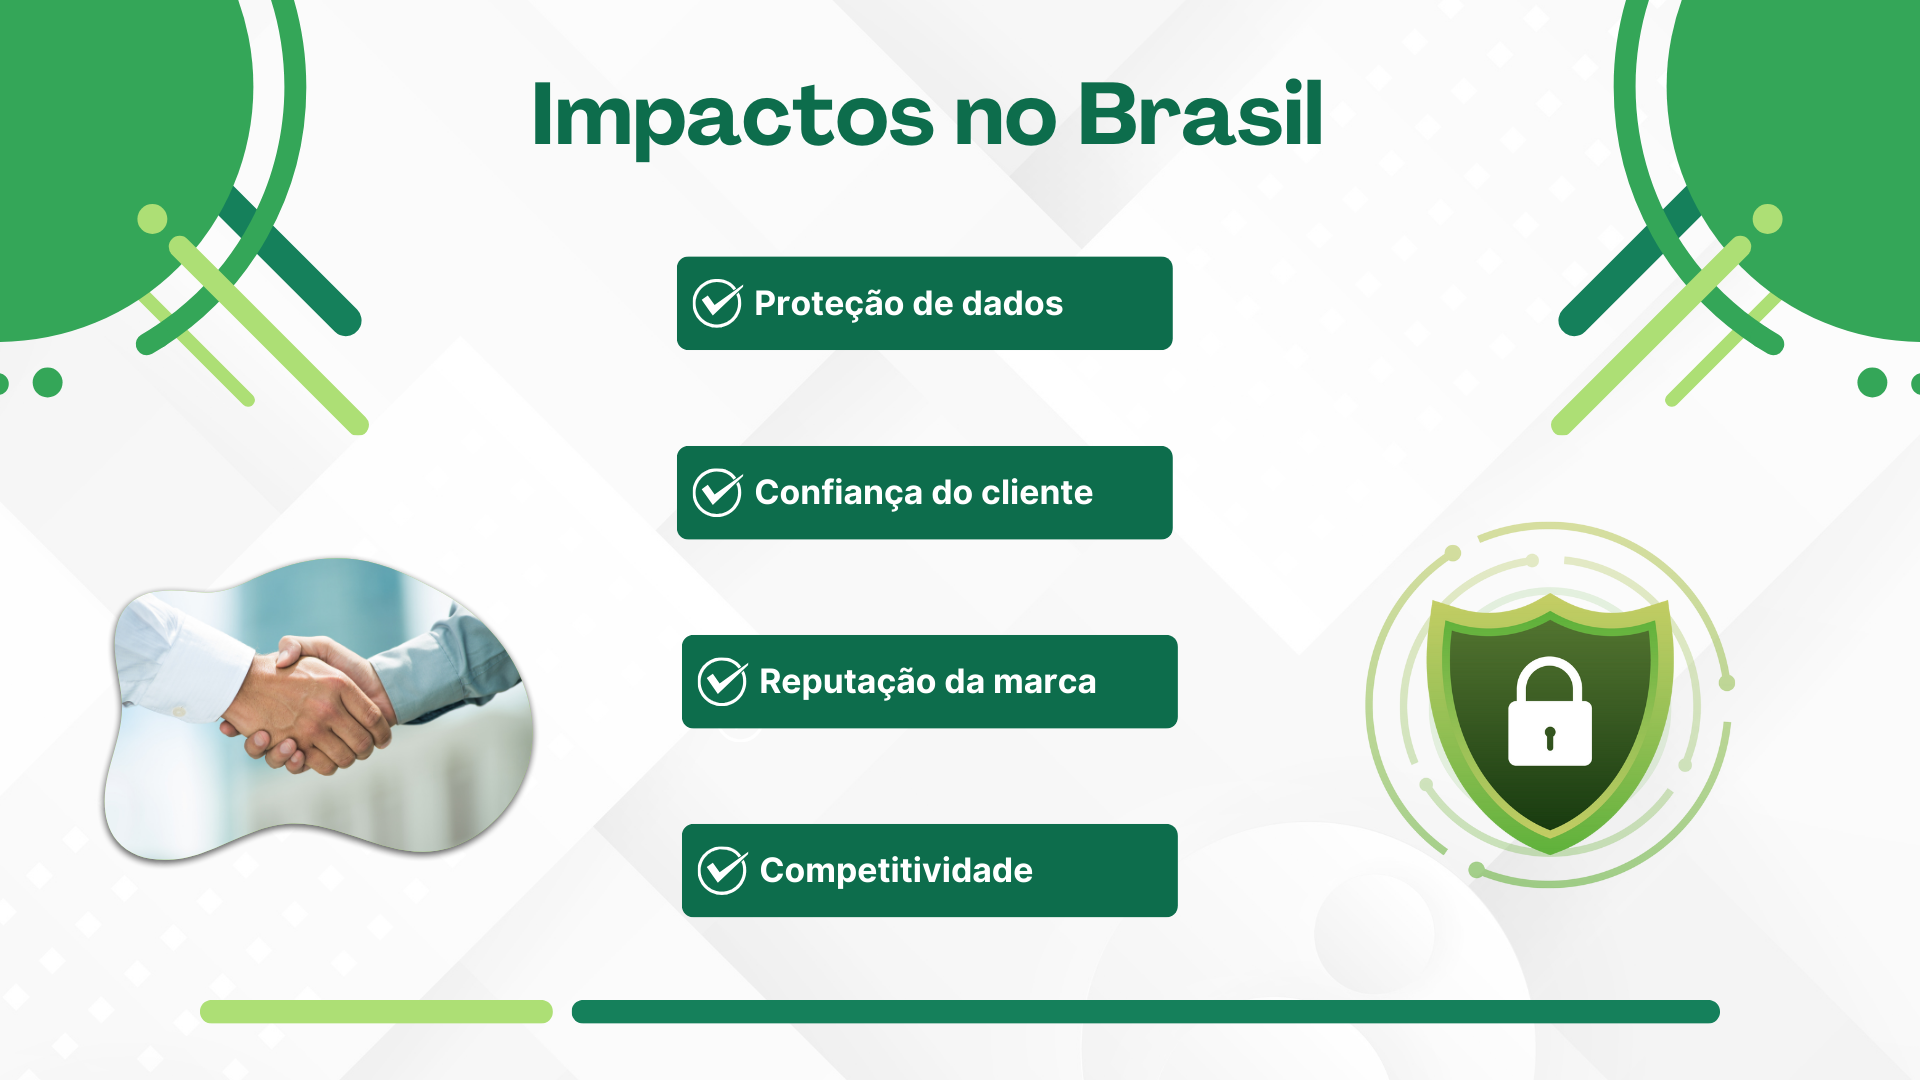 Impactos no Brasil
Proteção de dados
Confiança do cliente
Reputação da marca
Competitividade